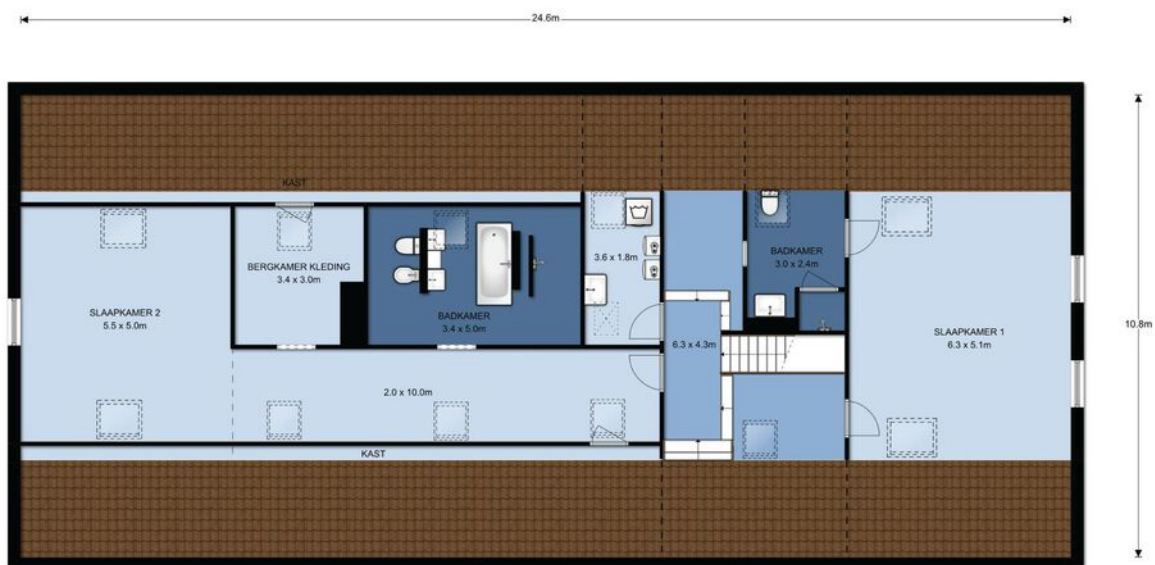 24.6m
KAST
BERGKAMER KLEDING
3.4 x 3.0m
3.6 x 1.8m
BADKAMER
3.0 x 2.4m
SLAAPKAMER 2
5.5 x 5.0m
BADKAMER
3.4 x 5.0m
6.3 x 4.3m
SLAAPKAMER 1
6.3 x 5.1m
10.8m
2.0 x 10.0m
KAST